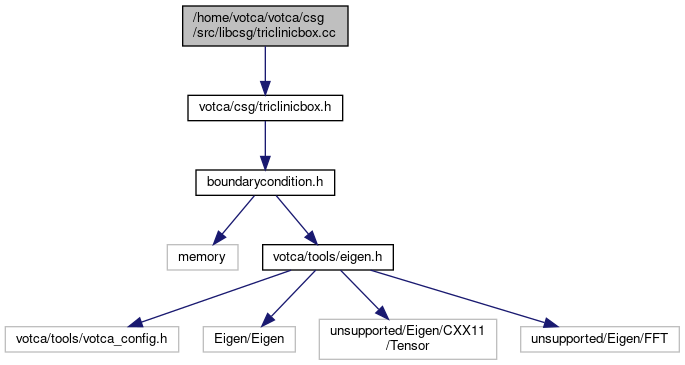 /home/votca/votca/csg
/src/libcsg/triclinicbox.cc
votca/csg/triclinicbox.h
boundarycondition.h
memory
votca/tools/eigen.h
votca/tools/votca_config.h
Eigen/Eigen
unsupported/Eigen/CXX11
/Tensor
unsupported/Eigen/FFT